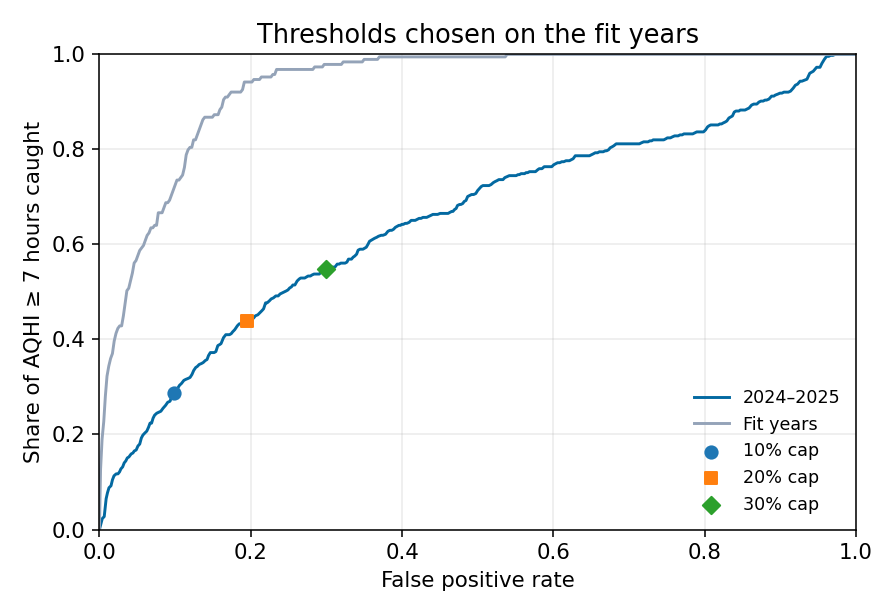 Thresholds chosen on the fit years
Share of AQHI ≥ 7 hours caught
1.0
0.8
0.6
0.4
0.2
0.0
0.0 0.2 0.4 0.6 0.8 1.0
False positive rate
2024–2025
Fit years
10% cap
20% cap
30% cap